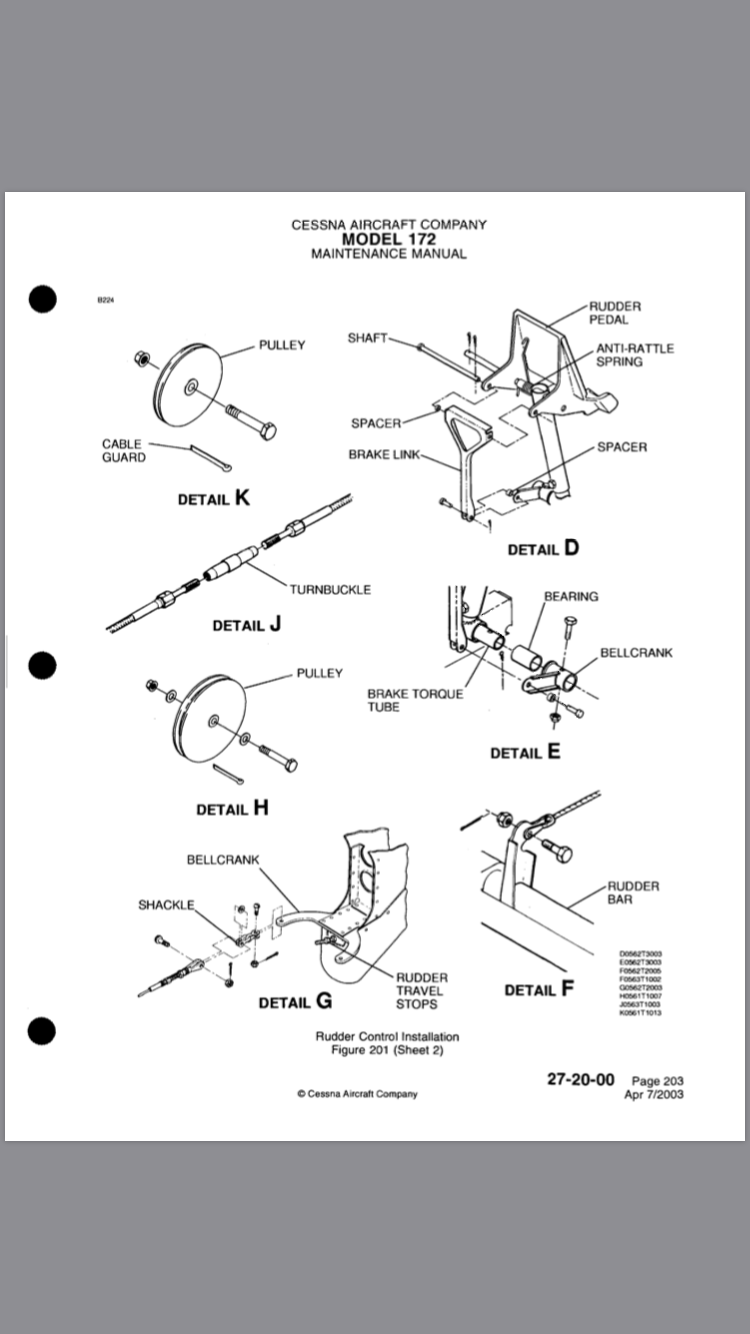 CESSNA AIRCRAFT COMPANY
MODEL 172
MAINTENANCE MANUAL
B224
PULLEY
CABLE
GUARD
DETAIL K
SHAFT
RUDDER
PEDAL
ANTI-RATTLE
SPRING
SPACER
BRAKE LINK
SPACER
DETAIL D
TURNBUCKLE
DETAIL J
BEARING
BELLCRANK
BRAKE TORQUE
TUBE
DETAIL E
PULLEY
DETAIL H
BELLCRANK
SHACKLE
RUDDER
TRAVEL
STOPS
DETAIL G
RUDDER
BAR
DETAIL F
D0562T3003
E0562T3003
F0562T2005
F0563T1002
G0562T2003
H0561T1007
J0563T1003
K0561T1013
Rudder Control Installation
Figure 201 (Sheet 2)
27-20-00 Page 203
Apr 7/2003
© Cessna Aircraft Company